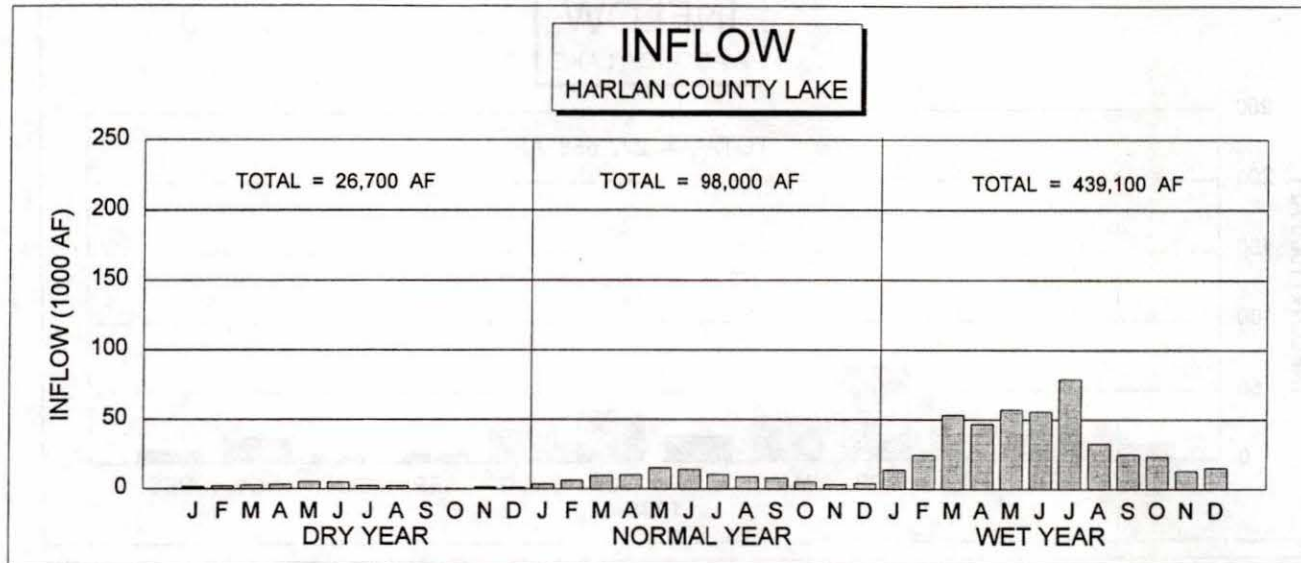 INFLOW
HARLAN COUNTY LAKE
TOTAL = 26,700 AF
TOTAL = 98,000 AF
TOTAL = 439,100 AF
INFLOW (1000 AF)
250
200
150
100
50
0
J F M A M J J A S O N D J F M A M J J A S O N D J F M A M J J A S O N D
DRY YEAR NORMAL YEAR WET YEAR